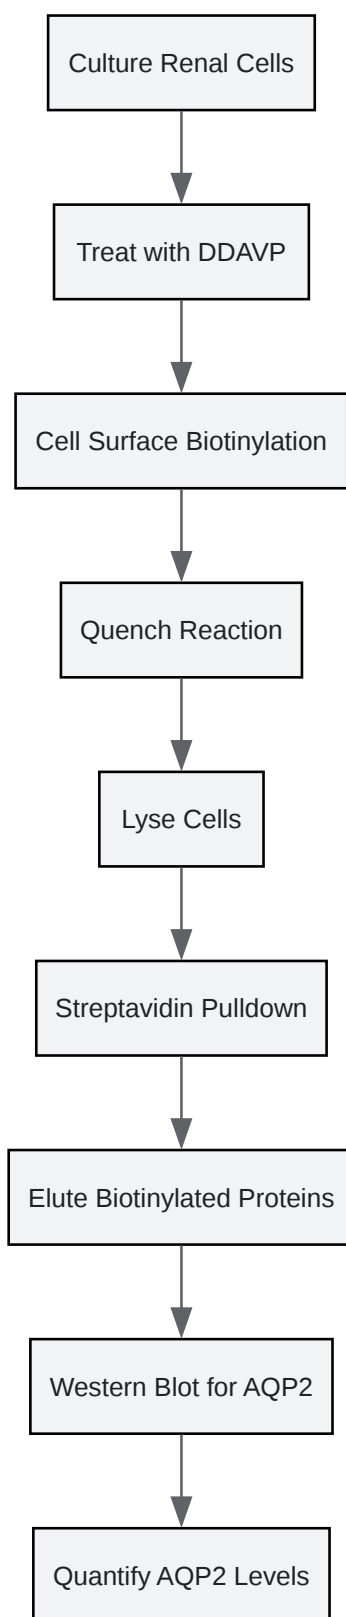 Culture Renal Cells
Treat with DDAVP
Cell Surface Biotinylation
Quench Reaction
Lyse Cells
Streptavidin Pulldown
Elute Biotinylated Proteins
Western Blot for AQP2
Quantify AQP2 Levels